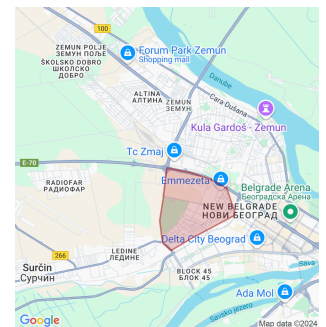 100
Forum Park Zemun
Shopping mall
ZEMUN POLJE
ЗЕМУН ПОЉЕ
ŠKOLSKO DOBRO
ШКОЛСКО
ДОБРО
Danube
ALTINA
АЛТИНА
ZEMUN
ЗЕМУН
Cara Dušana
Kula Gardoš - Zemun
Tc Zmaj
E-70
Emmezeta
RADIOFAR
РАДИОФАР
Belgrade Arena
Београдска Арена
NEW BELGRADE
НОВИ БЕОГРАД
Delta City Beograd
LEDINE
ЛЕДИНЕ
266
Surčin
Сурчин
BLOCK 45
БЛОК 45
Sava
Ada Mol
Savsko jezero
Google
Map data ©2024